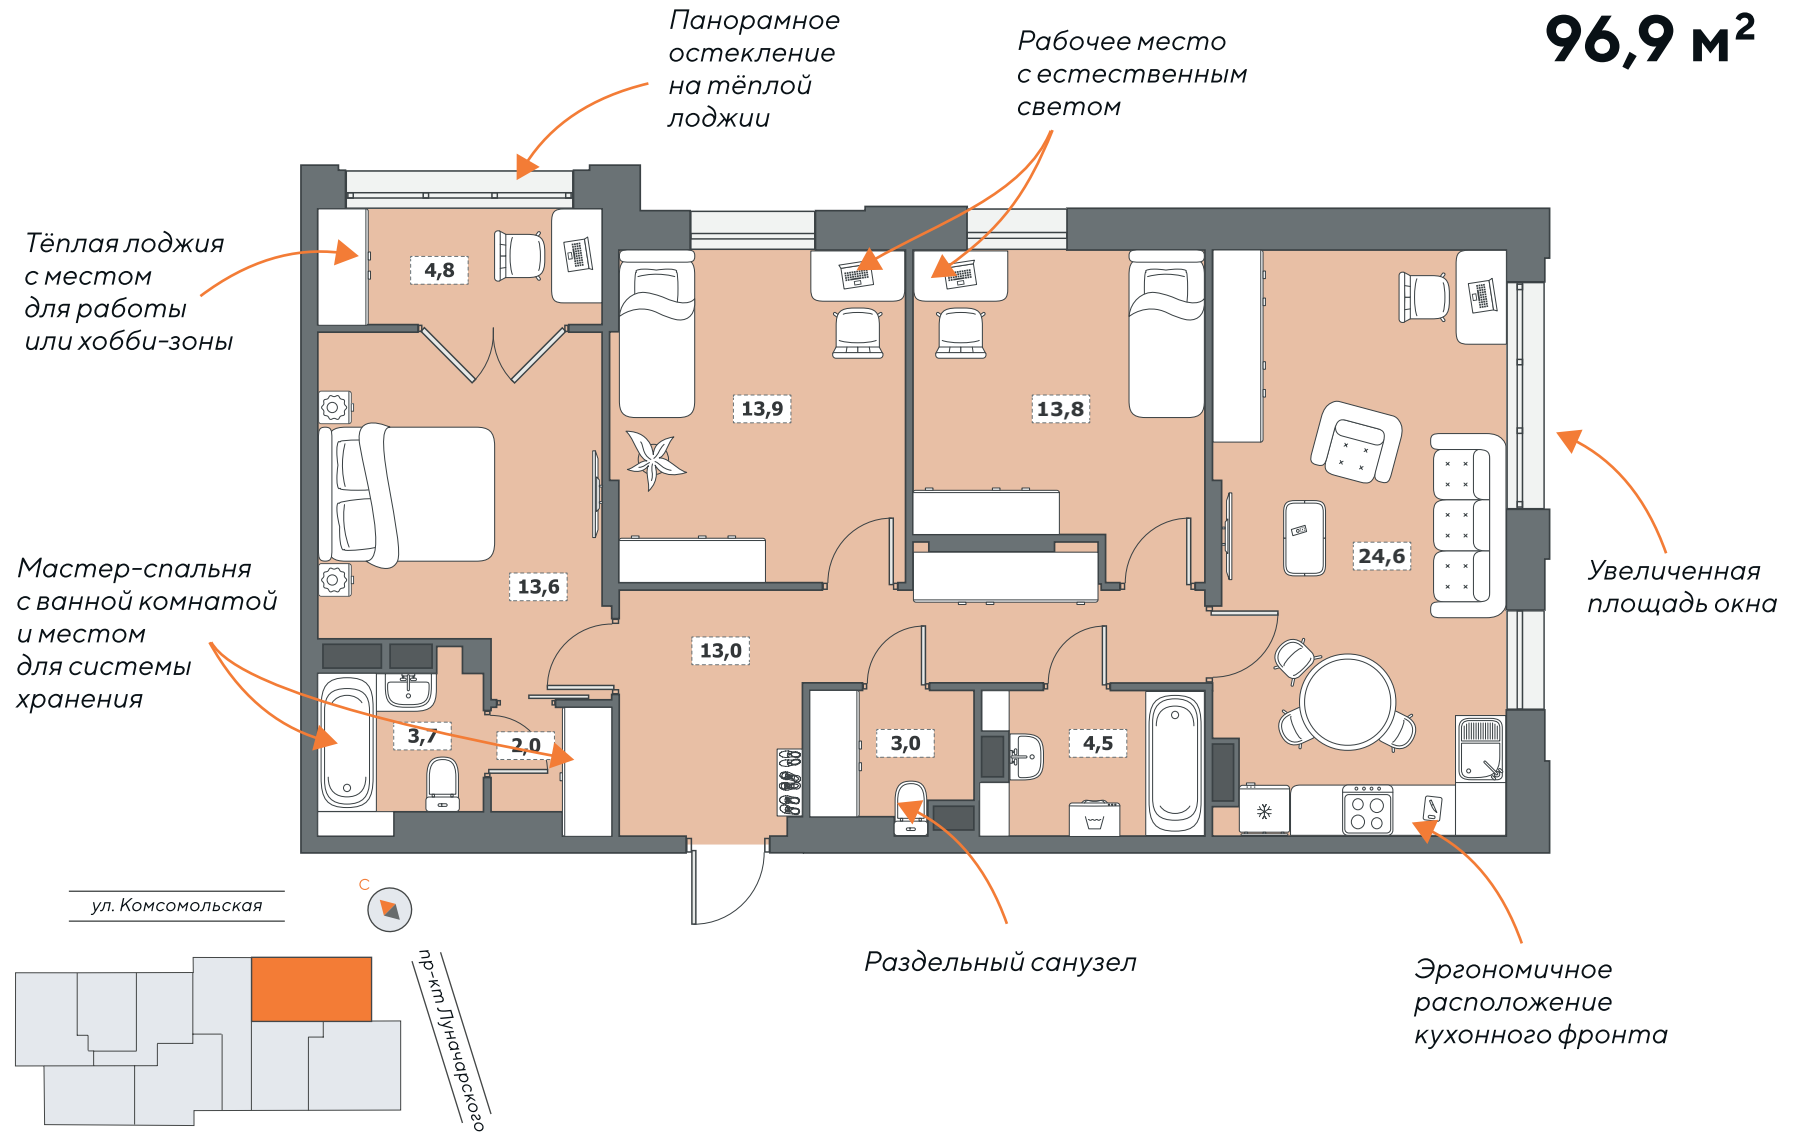 Панорамное
остекление
на тёплой
лоджии
Рабочее место
с естественным
светом
96,9 м²
Тёплая лоджия
с местом
для работы
или хобби-зоны
4,8
13,9
13,8
24,6
13,6
13,0
Увеличенная
площадь окна
Мастер-спальня
с ванной комнатой
и местом
для системы
хранения
3,7
2,0
3,0
4,5
С
ул. Комсомольская
пр-кт Луначарского
Раздельный санузел
Эргономичное
расположение
кухонного фронта